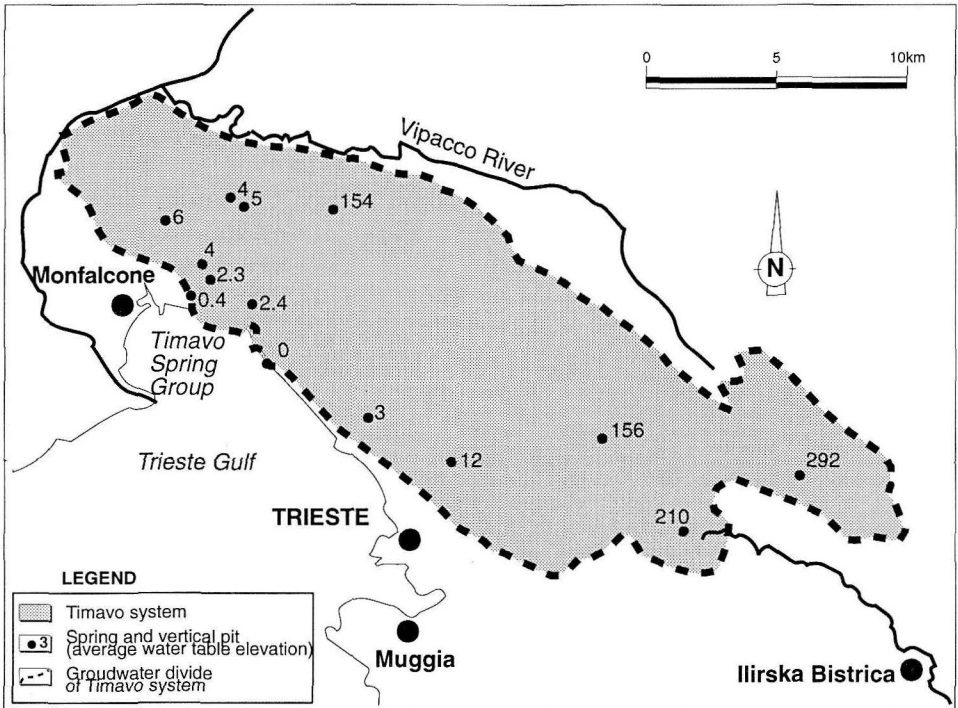 0 5 10km
Vipacco River
4
5
154
6
4
2.3
Monfalcone
0.4
2.4
N
Timavo
Spring
Group
0
3
156
Trieste Gulf
12
292
TRIESTE
210
LEGEND
Timavo system
3 Spring and vertical pit
(average water table elevation)
Groudwater divide
of Timavo system
Muggia
Ilirska Bistrica